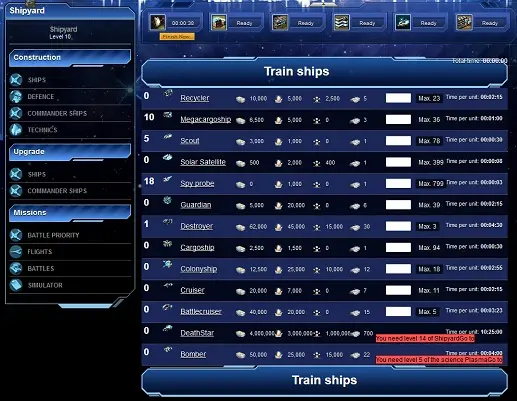 Shipyard
Shipyard
Level 10
Construction
SHIPS
DEFENCE
COMMANDER SHIPS
TECHNICS
Upgrade
SHIPS
COMMANDER SHIPS
Missions
BATTLE PRIORITY
FLIGHTS
BATTLES
SIMULATOR
00:00:38
Finish Now
Ready
Ready
Ready
Ready
Ready
Total time: 00:00:00
Train ships
0 Recycler 10,000 5,000 2,500 5 Max. 23 Time per unit: 00:02:15
10 Megacargoship 6,500 5,000 0 3 Max. 36 Time per unit: 00:01:00
5 Scout 3,000 1,000 0 1 Max. 78 Time per unit: 00:00:30
0 Solar Satellite 500 2,000 400 1 Max. 399 Time per unit: 00:00:08
18 Spy probe 0 1,000 0 1 Max. 799 Time per unit: 00:00:03
0 Guardian 5,000 20,000 0 6 Max. 39 Time per unit: 00:02:15
1 Destroyer 62,000 45,000 15,000 30 Max. 3 Time per unit: 00:04:30
0 Cargoship 2,500 1,500 0 1 Max. 94 Time per unit: 00:00:30
0 Colonyship 12,500 25,000 10,000 12 Max. 18 Time per unit: 00:02:55
0 Cruiser 20,000 7,000 0 7 Max. 11 Time per unit: 00:02:15
0 Battlecruiser 40,000 20,000 0 15 Max. 5 Time per unit: 00:03:23
0 DeathStar 4,000,000 3,000,000 1,000,000 700 Time per unit: 10:25:00
You need level 14 of ShipyardGo to
0 Bomber 50,000 25,000 15,000 22 Time per unit: 00:04:00
You need level 5 of the science PlasmaGo to
Train ships